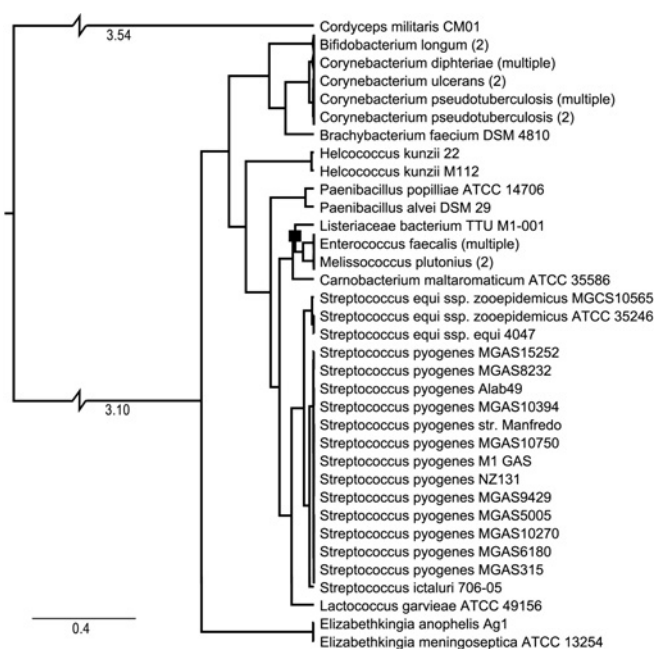 Cordyceps militaris CM01
3.54
Bifidobacterium longum (2)
Corynebacterium diphteriae (multiple)
Corynebacterium ulcerans (2)
Corynebacterium pseudotuberculosis (multiple)
Corynebacterium pseudotuberculosis (2)
Brachybacterium faecium DSM 4810
Helcococcus kunzii 22
Helcococcus kunzii M112
Paenibacillus popilliae ATCC 14706
Paenibacillus alvei DSM 29
Listeriaceae bacterium TTU M1-001
Enterococcus faecalis (multiple)
Melissococcus plutonius (2)
Carnobacterium maltaromaticum ATCC 35586
Streptococcus equi ssp. zooepidemicus MGCS10565
Streptococcus equi ssp. zooepidemicus ATCC 35246
Streptococcus equi ssp. equi 4047
Streptococcus pyogenes MGAS15252
Streptococcus pyogenes MGAS8232
Streptococcus pyogenes Alab49
Streptococcus pyogenes MGAS10394
3.10
Streptococcus pyogenes str. Manfredo
Streptococcus pyogenes MGAS10750
Streptococcus pyogenes M1 GAS
Streptococcus pyogenes NZ131
Streptococcus pyogenes MGAS9429
Streptococcus pyogenes MGAS5005
Streptococcus pyogenes MGAS10270
Streptococcus pyogenes MGAS6180
Streptococcus pyogenes MGAS315
Streptococcus ictaluri 706-05
Lactococcus garvieae ATCC 49156
0.4
Elizabethkingia anophelis Ag1
Elizabethkingia meningoseptica ATCC 13254